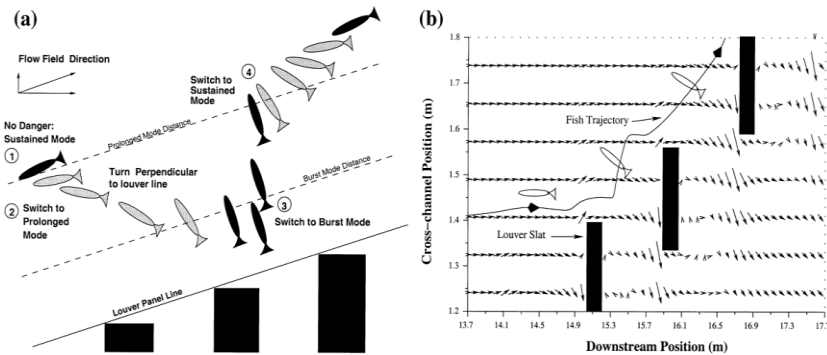 (a)
Flow Field Direction
No Danger:
Sustained Mode
1
2
Switch to
Prolonged
Mode
Prolonged Mode Distance
Turn Perpendicular
to louver line
Switch to
Sustained
Mode
4
Burst Mode Distance
3
Switch to Burst Mode
Louver Panel Line
(b)
Cross-channel Position (m)
1.8
1.7
1.6
1.5
1.4
1.3
1.2
Fish Trajectory
Louver Slat
13.7 14.1 14.5 14.9 15.3 15.7 16.1 16.5 16.9 17.3
Downstream Position (m)